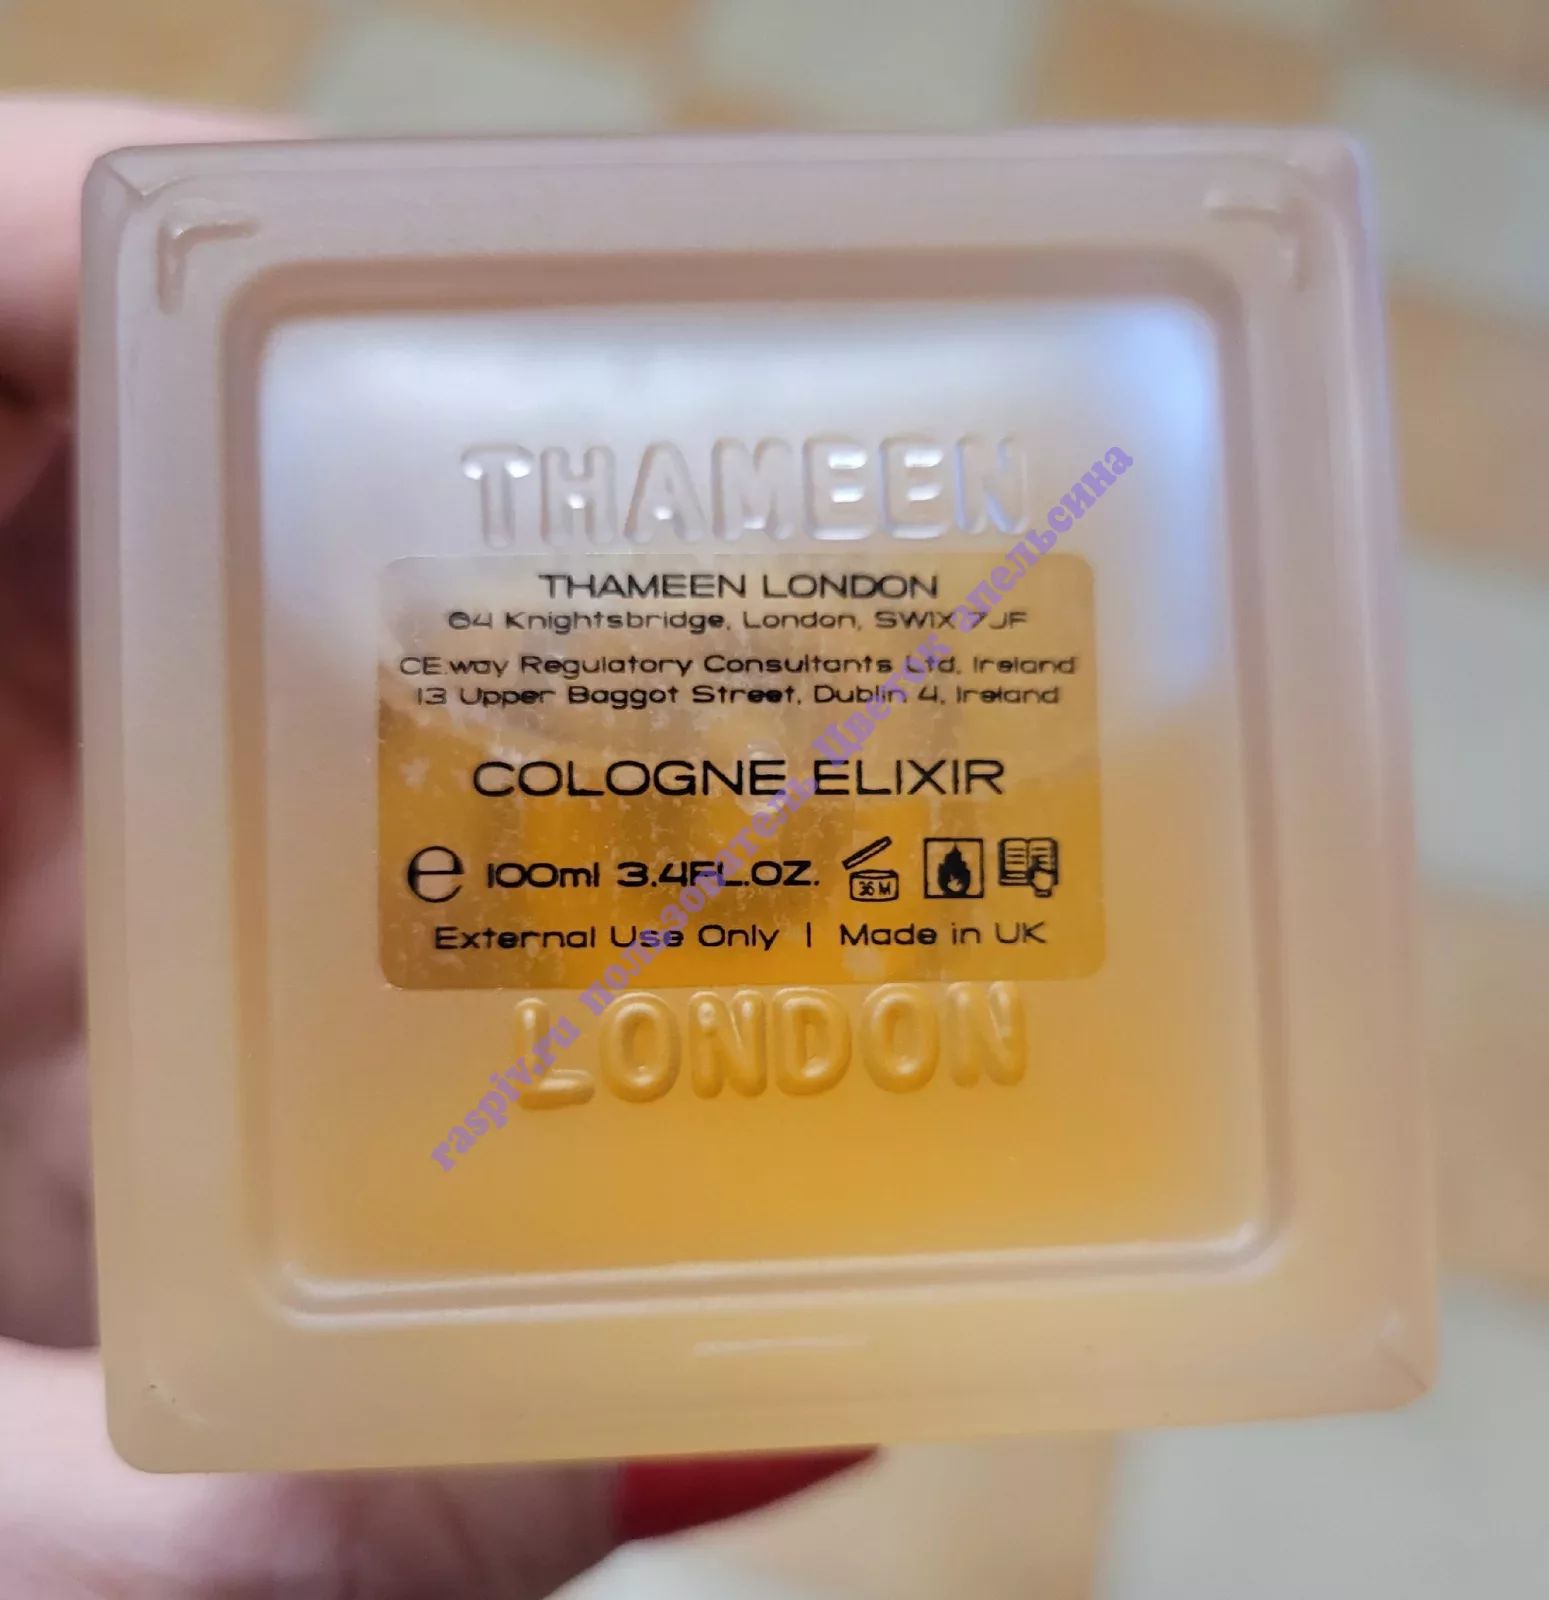 THAMEEN
THAMEEN LONDON
64 Knightsbridge, London, SW1X 7JF
CE.way Regulatory Consultants Ltd, Ireland
13 Upper Baggot Street, Dublin 4, Ireland
COLOGNE ELIXIR
e 100ml 3.4FL.OZ. 36 M
External Use Only | Made in UK
LONDON
raspiv.ru пользователь Цветок апельсина